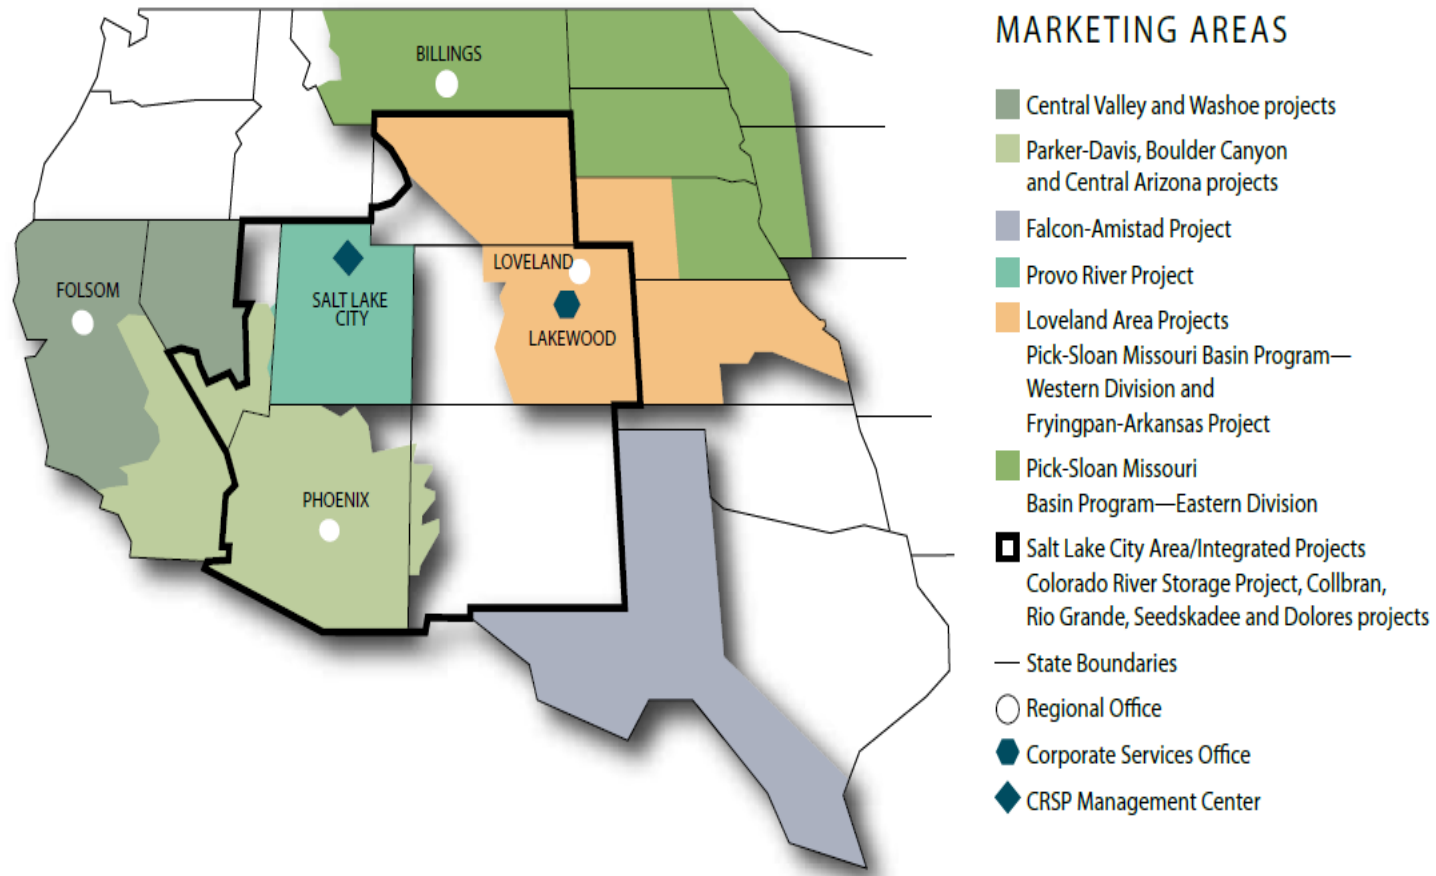 MARKETING AREAS
Central Valley and Washoe projects
Parker-Davis, Boulder Canyon
and Central Arizona projects
Falcon-Amistad Project
Provo River Project
Loveland Area Projects
Pick-Sloan Missouri Basin Program—
Western Division and
Fryingpan-Arkansas Project
Pick-Sloan Missouri
Basin Program—Eastern Division
Salt Lake City Area/Integrated Projects
Colorado River Storage Project, Collbran,
Rio Grande, Seedskadee and Dolores projects
State Boundaries
Regional Office
Corporate Services Office
CRSP Management Center
BILLINGS
LOVELAND
FOLSOM
SALT LAKE
CITY
LAKEWOOD
PHOENIX